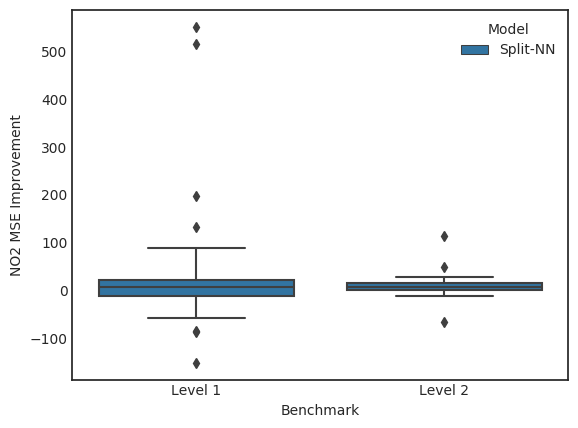 Model
Split-NN
NO2 MSE Improvement
500
400
300
200
100
0
−100
Level 1
Level 2
Benchmark